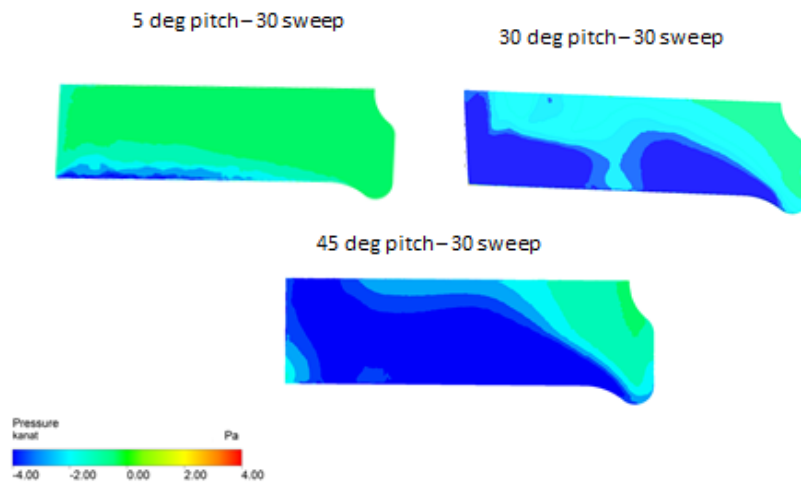 5 deg pitch – 30 sweep
30 deg pitch – 30 sweep
45 deg pitch – 30 sweep
Pressure
kanat
Pa
-4.00 -2.00 0.00 2.00 4.00